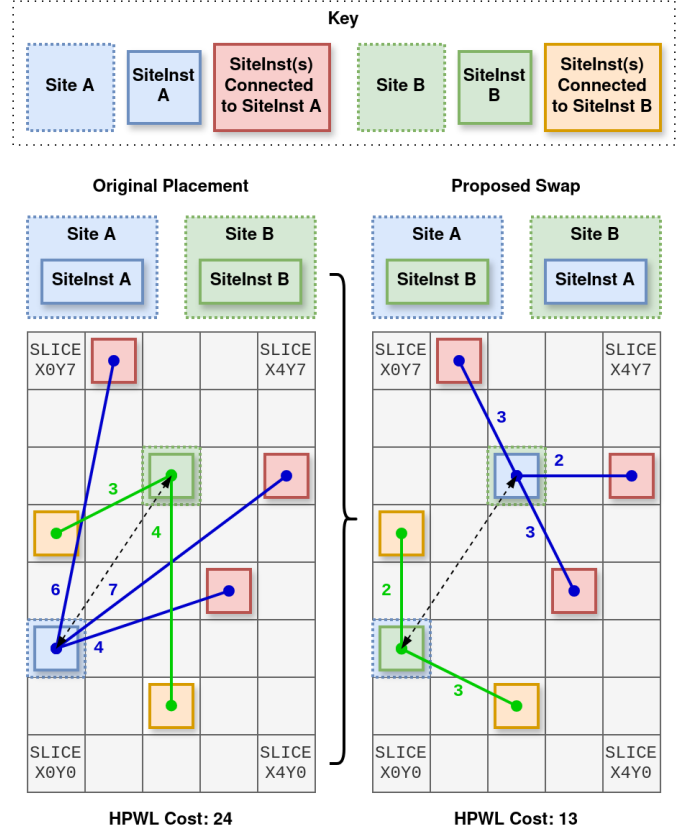 Key
Site A
SiteInst
A
SiteInst(s)
Connected
to SiteInst A
Site B
SiteInst
B
SiteInst(s)
Connected
to SiteInst B
Original Placement
Proposed Swap
Site A
SiteInst A
Site B
SiteInst B
Site A
SiteInst B
Site B
SiteInst A
SLICE
X0Y7
SLICE
X4Y7
3
4
6
7
4
SLICE
X0Y0
SLICE
X4Y0
SLICE
X0Y7
SLICE
X4Y7
3
2
3
2
3
SLICE
X0Y0
SLICE
X4Y0
HPWL Cost: 24
HPWL Cost: 13